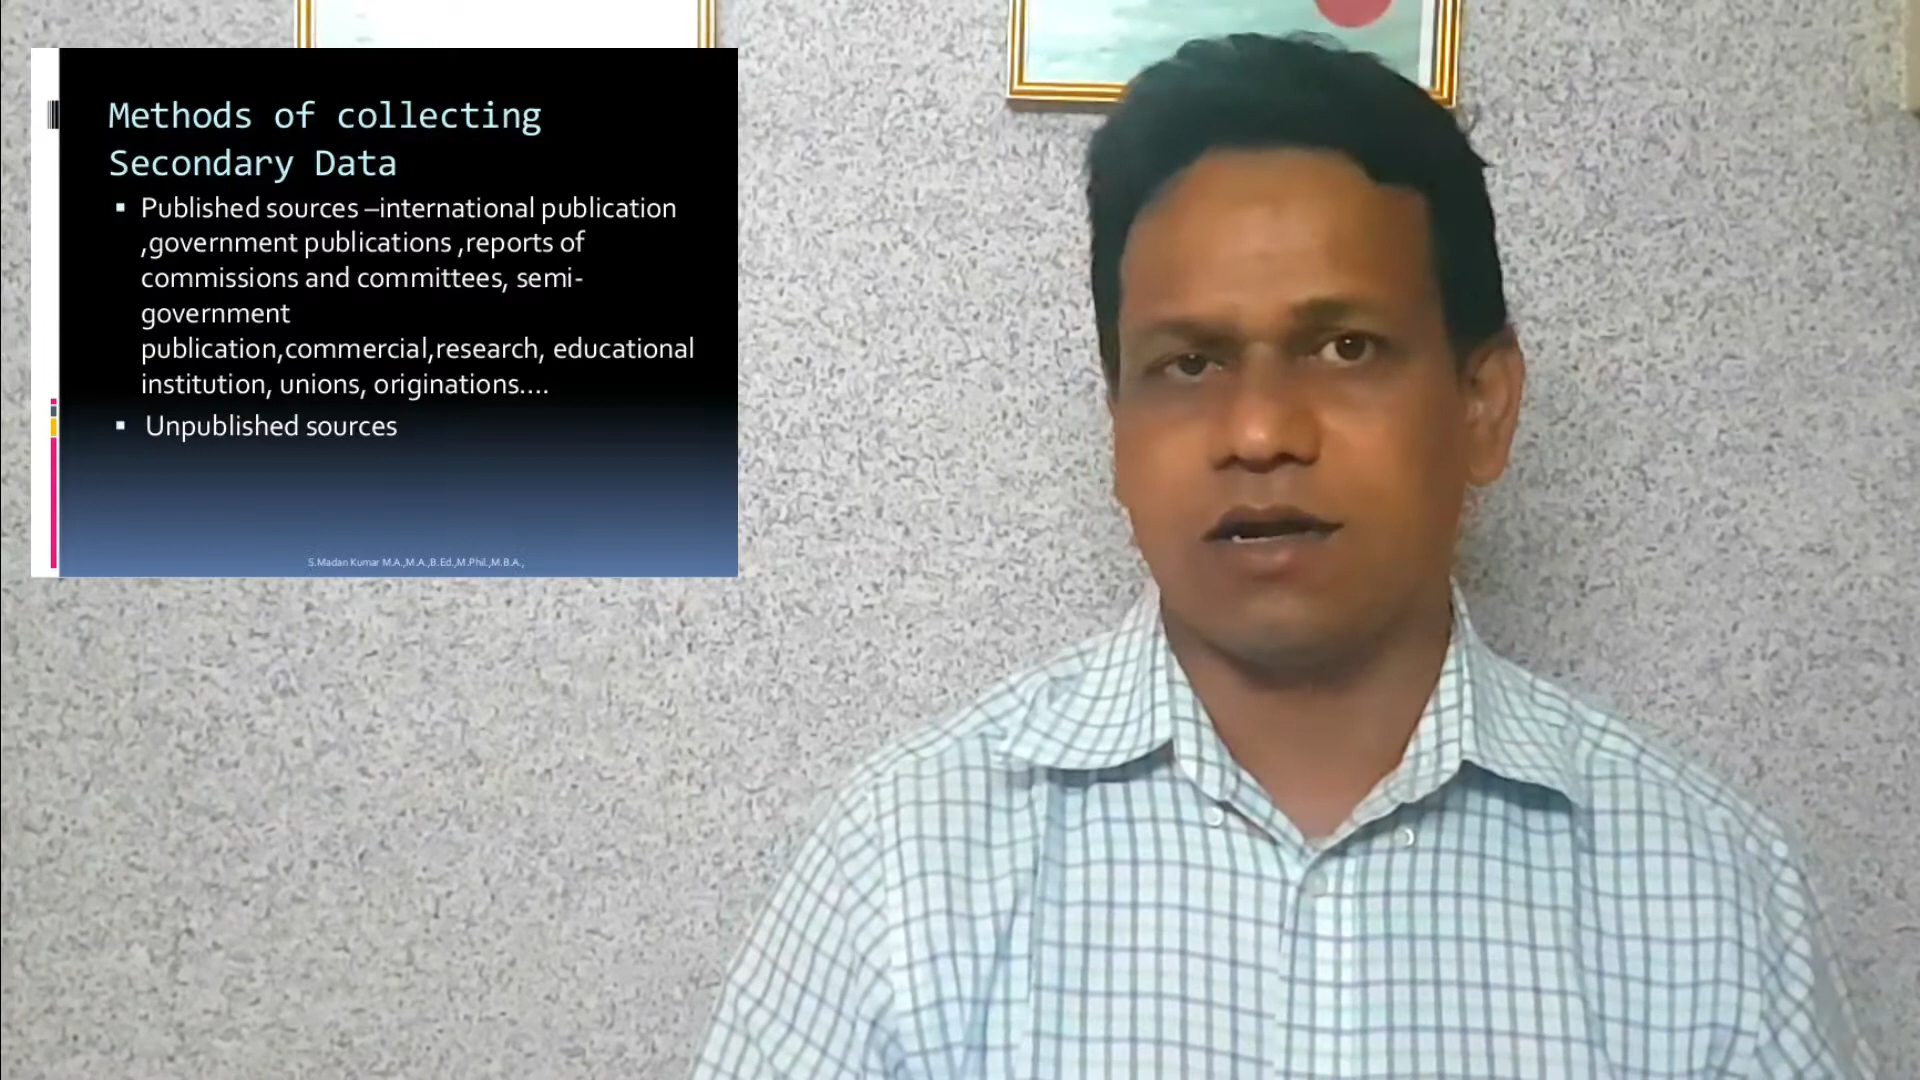 Methods of collecting
Secondary Data
▪ Published sources –international publication
,government publications ,reports of
commissions and committees, semi-
government
publication,commercial,research, educational
institution, unions, originations....
▪ Unpublished sources
S.Madan Kumar M.A.,M.A.,B.Ed.,M.Phil.,M.B.A.,